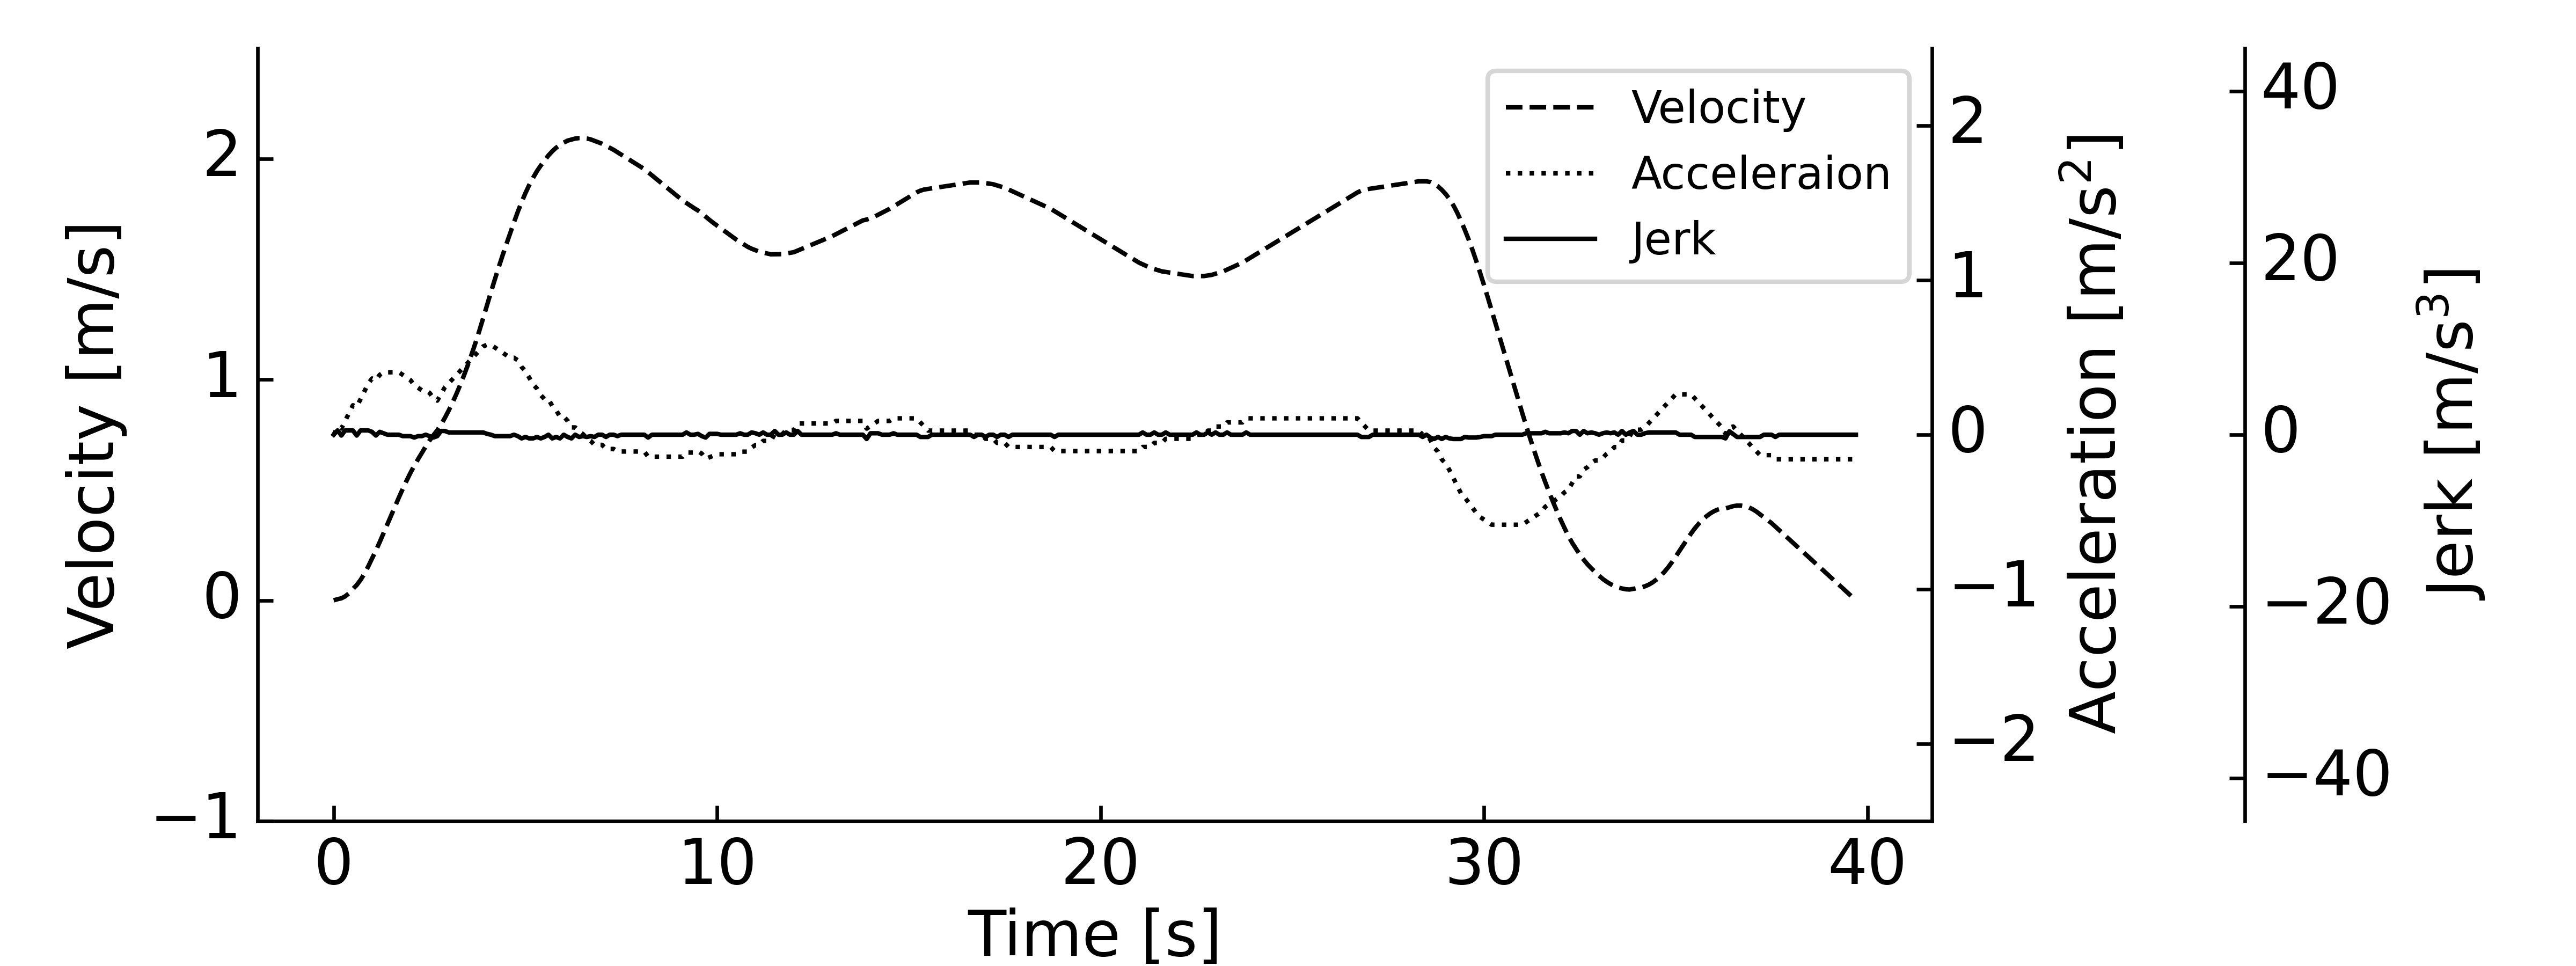 Velocity [m/s]
2
1
0
−1
0 10 20 30 40
Time [s]
Velocity
Acceleraion
Jerk
2
1
0
−1
−2
Acceleration [m/s²]
40
20
0
−20
−40
Jerk [m/s³]